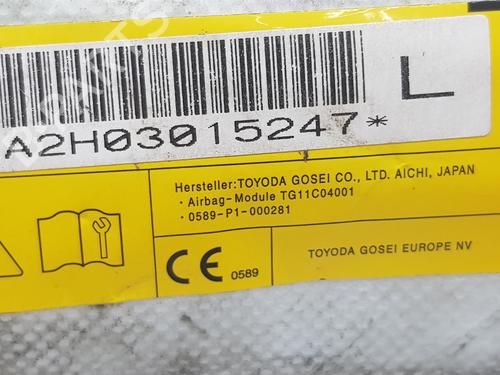 L
A2H03015247*
Hersteller:TOYODA GOSEI CO., LTD. AICHI, JAPAN
· Airbag-Module TG11C04001
· 0589-P1-000281
CE 0589
TOYODA GOSEI EUROPE NV